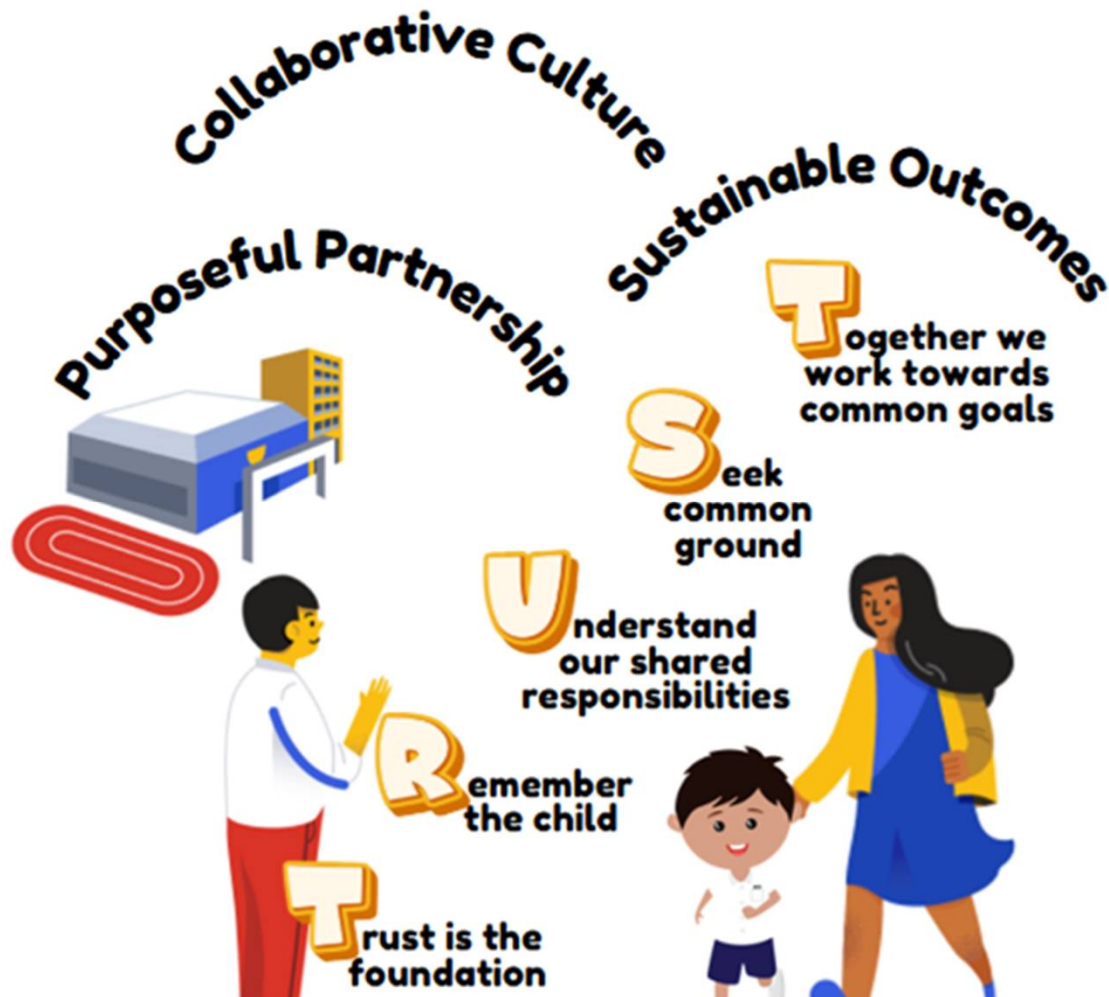 Collaborative Culture
Sustainable Outcomes
Purposeful Partnership
Together we
work towards
common goals
Seek
common
ground
Understand
our shared
responsibilities
Remember
the child
Trust is the
foundation